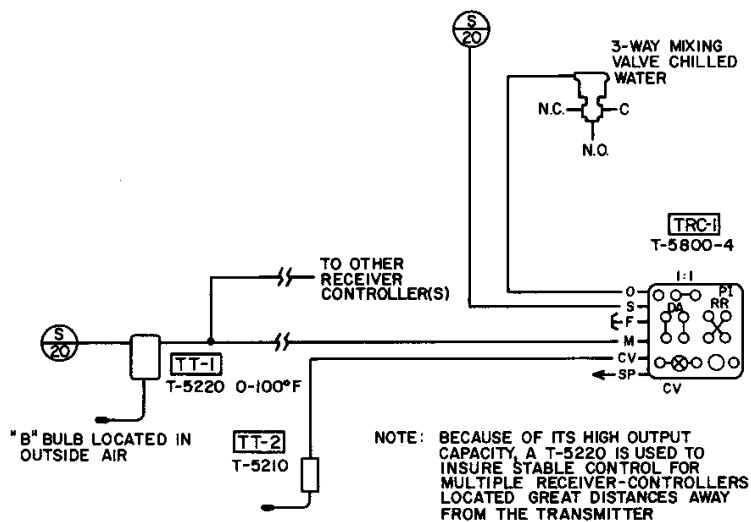 S
20
3-WAY MIXING
VALVE CHILLED
WATER
N.C.
C
N.O.
TRC-1
T-5800-4
1:1
TO OTHER
RECEIVER
CONTROLLER(S)
O
S
F
M
CV
SP
PI
DA
RR
CV
S
20
TT-1
T-5220 0-100°F
"B" BULB LOCATED IN
OUTSIDE AIR
TT-2
T-5210
NOTE: BECAUSE OF ITS HIGH OUTPUT
CAPACITY, A T-5220 IS USED TO
INSURE STABLE CONTROL FOR
MULTIPLE RECEIVER-CONTROLLERS
LOCATED GREAT DISTANCES AWAY
FROM THE TRANSMITTER